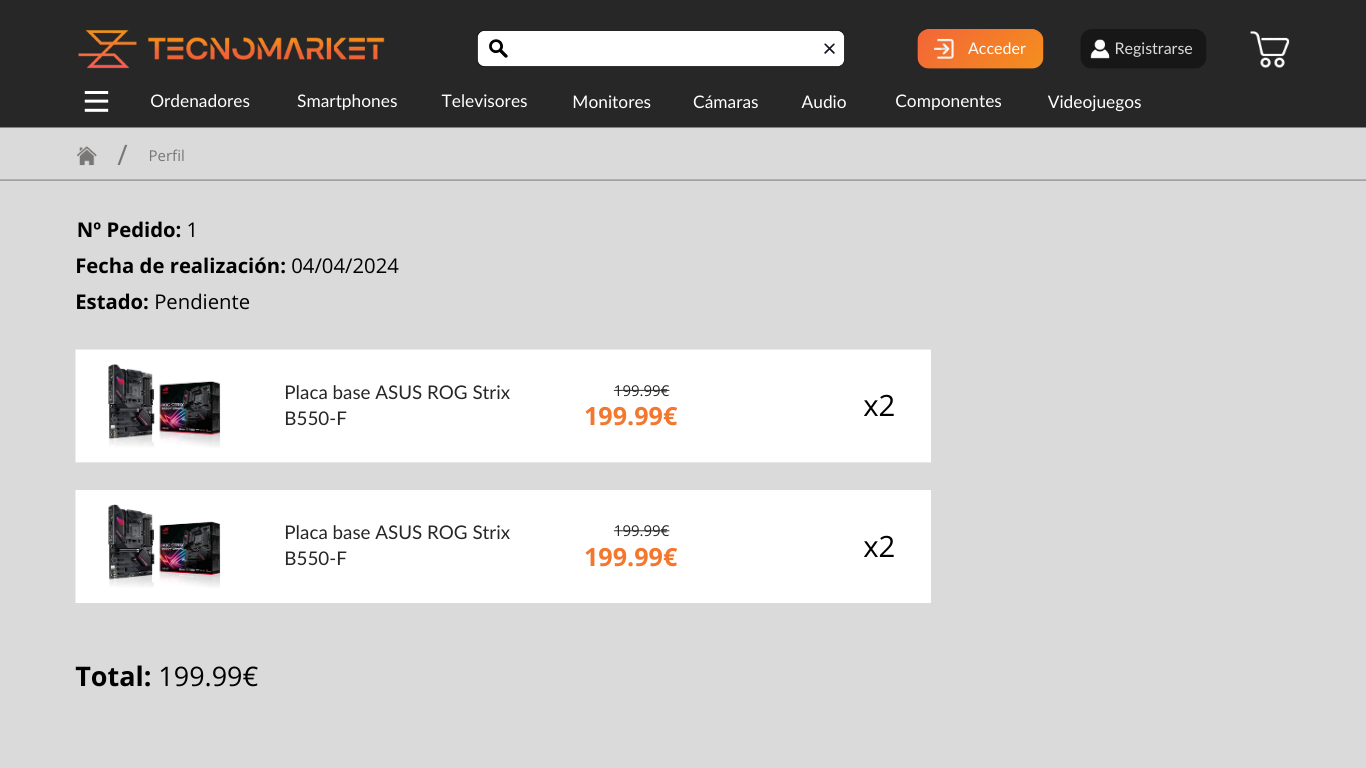 TECNOMARKET
Acceder
Registrarse
Ordenadores Smartphones Televisores Monitores Cámaras Audio Componentes Videojuegos
/ Perfil
Nº Pedido: 1
Fecha de realización: 04/04/2024
Estado: Pendiente
Placa base ASUS ROG Strix
B550-F
199.99€
199.99€
x2
Placa base ASUS ROG Strix
B550-F
199.99€
199.99€
x2
Total: 199.99€